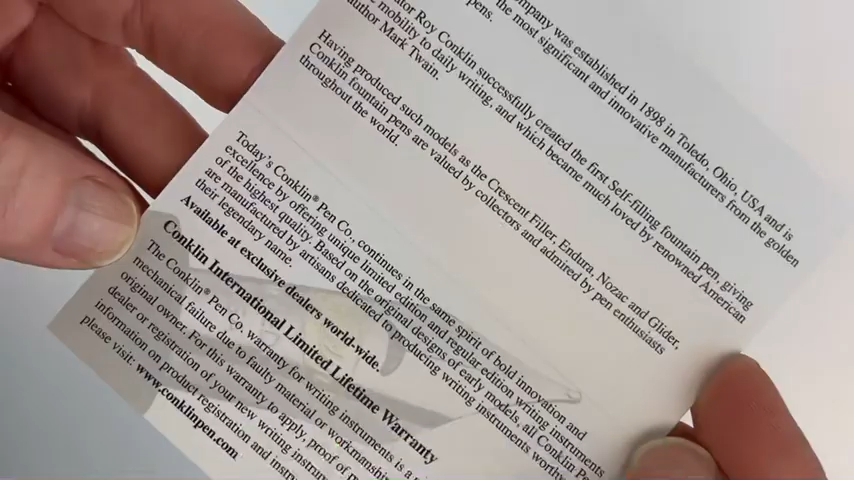 mpany was established in 1898 in Toledo, Ohio, USA and is
the most significant and innovative manufacturers from the golden
pens.
ator Roy Conklin successfully created the first Self-filling fountain pen, giving
mobility to daily writing, and which became much loved by renowned American
author Mark Twain.
Having produced such models as the Crescent Filler, Endura, Nozac and Glider,
Conklin fountain pens are valued by collectors and admired by pen enthusiasts
throughout the world.
Today's Conklin® Pen Co., continues in the same spirit of bold innovation and
excellence by offering unique limited edition and regular edition writing instruments
of the highest quality. Based on the original designs of early models, all Conklin Pe
are manufactured by artisans dedicated to producing writing instruments worthy
their legendary name.
Available at exclusive dealers world-wide.
Conklin International Limited Lifetime Warranty
The Conklin® Pen Co. warranty for writing instruments is a
mechanical failure due to faulty material or workmanship
original owner. For this warranty to apply, proof of
dealer or registration of your new writing instrum
information on product registration and instr
please visit: www.conklinpen.com